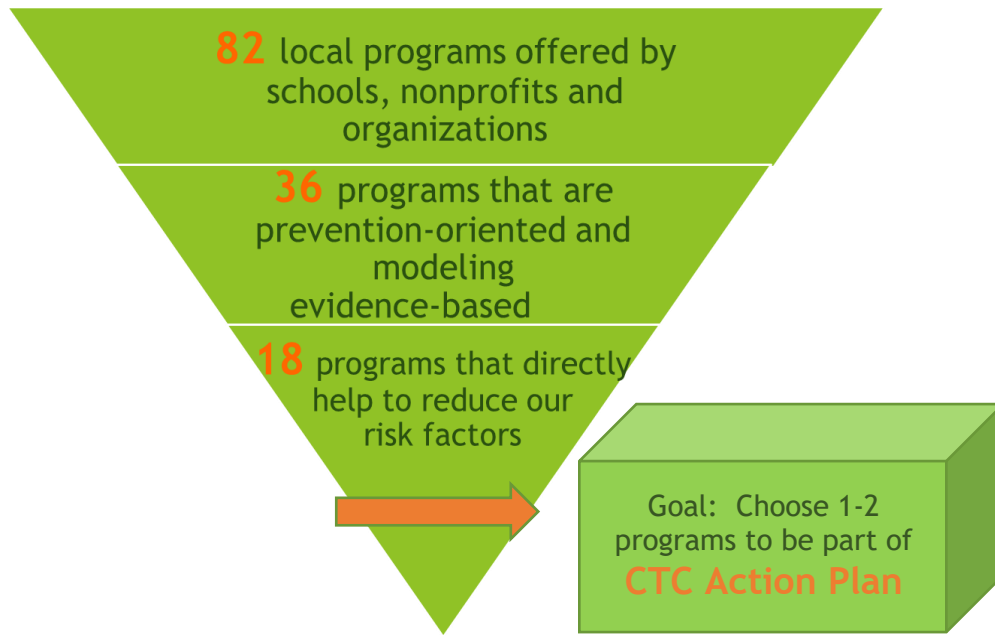 82 local programs offered by
schools, nonprofits and
organizations
36 programs that are
prevention-oriented and
modeling
evidence-based
18 programs that directly
help to reduce our
risk factors
Goal:  Choose 1-2
programs to be part of
CTC Action Plan